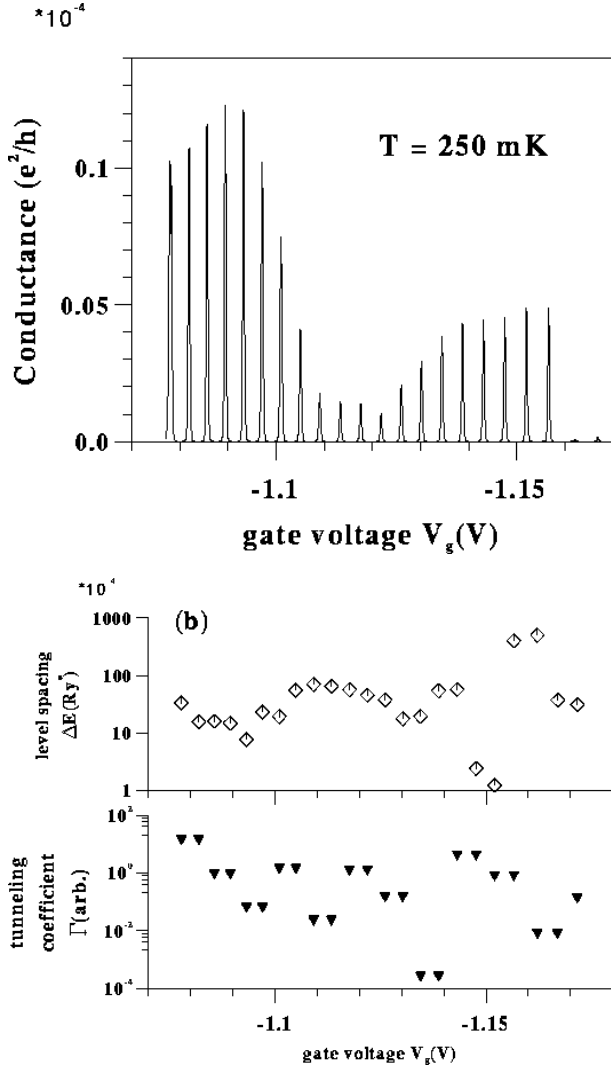 *10⁻⁴
Conductance (e²/h)
T = 250 mK
0.1
0.05
0.0
-1.1
-1.15
gate voltage V_g(V)
*10⁻⁴
(b)
level spacing
ΔE(Ry*)
1000
100
10
1
tunneling
coefficient
Γ(arb.)
10²
10⁰
10⁻²
10⁻⁴
-1.1
-1.15
gate voltage V_g(V)